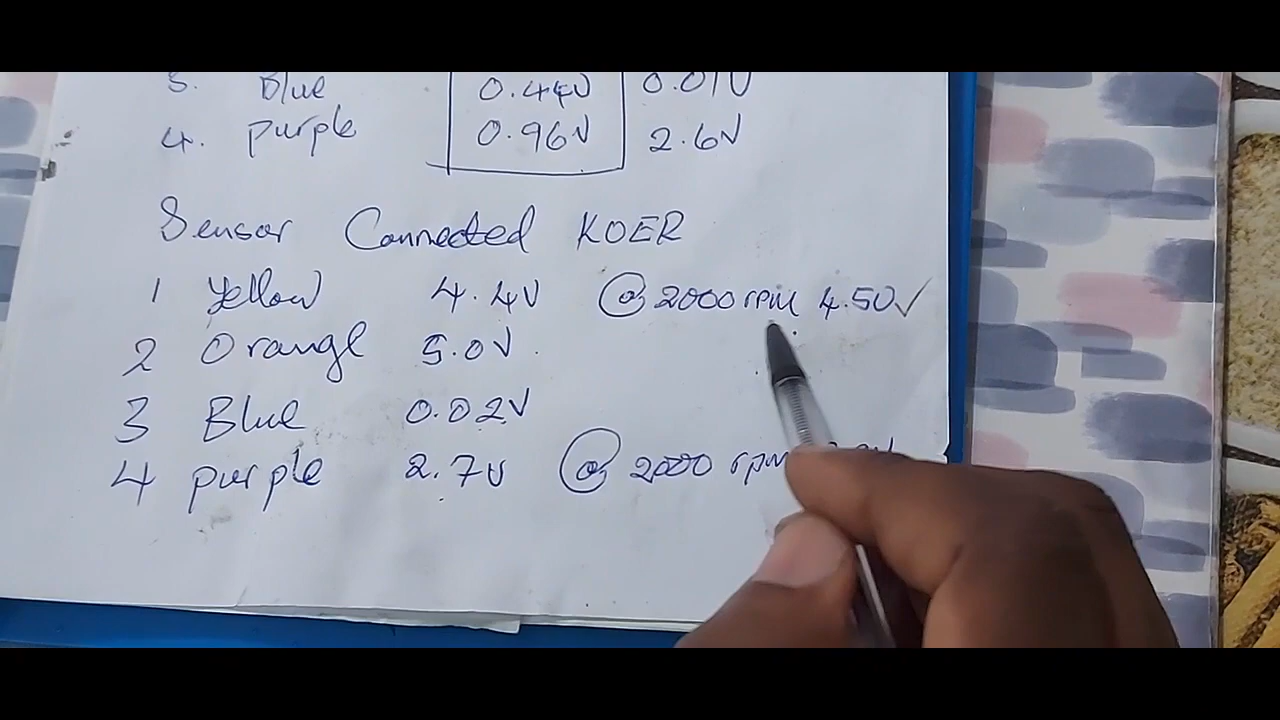 3. Blue 0.44V 0.01V
4. purple 0.96V 2.6V
Sensor Connected KOER
1 Yellow 4.4V @ 2000 rpm 4.50V
2 Orange 5.0V
3 Blue 0.02V
4 purple 2.7V @ 2000 rpm